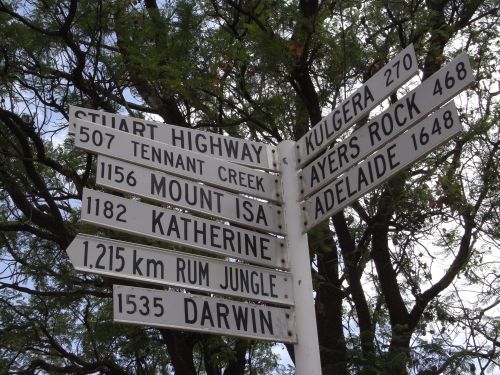 STUART HIGHWAY
507 TENNANT CREEK
1156 MOUNT ISA
1182 KATHERINE
1.215 km RUM JUNGLE
1535 DARWIN
KULGERA 270
AYERS ROCK 468
ADELAIDE 1648